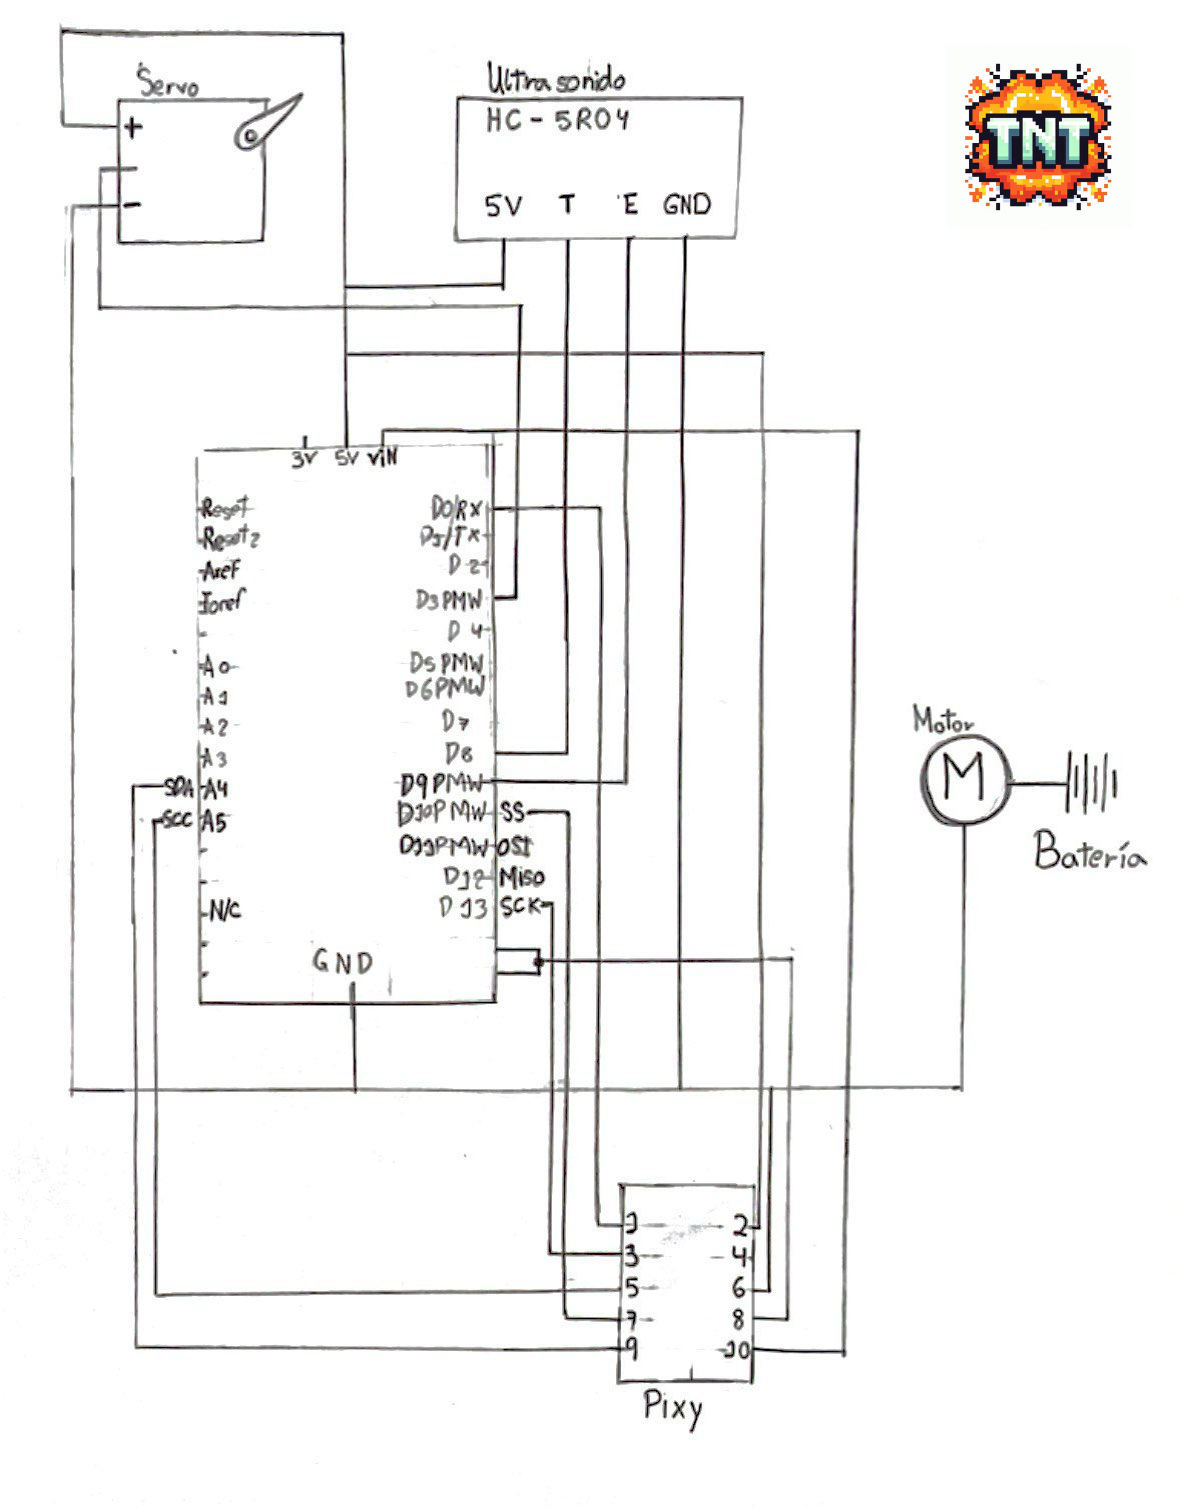 Servo
+
-
Ultrasonido
HC - SR04
5V T E GND
TNT
3V 5V viN
Reset D0/RX
Reset2 D1/TX
Aref D2
Ioref D3PMW
D4
A0 D5PMW
D6PMW
A1
A2 D7
A3 D8
SDA A4 D9PMW
SCC A5 D10PMW SS
D11PMW OSI
D12 Miso
N/C D13 SCK
GND
Motor
M
Batería
1 2
3 4
5 6
7 8
9 10
Pixy